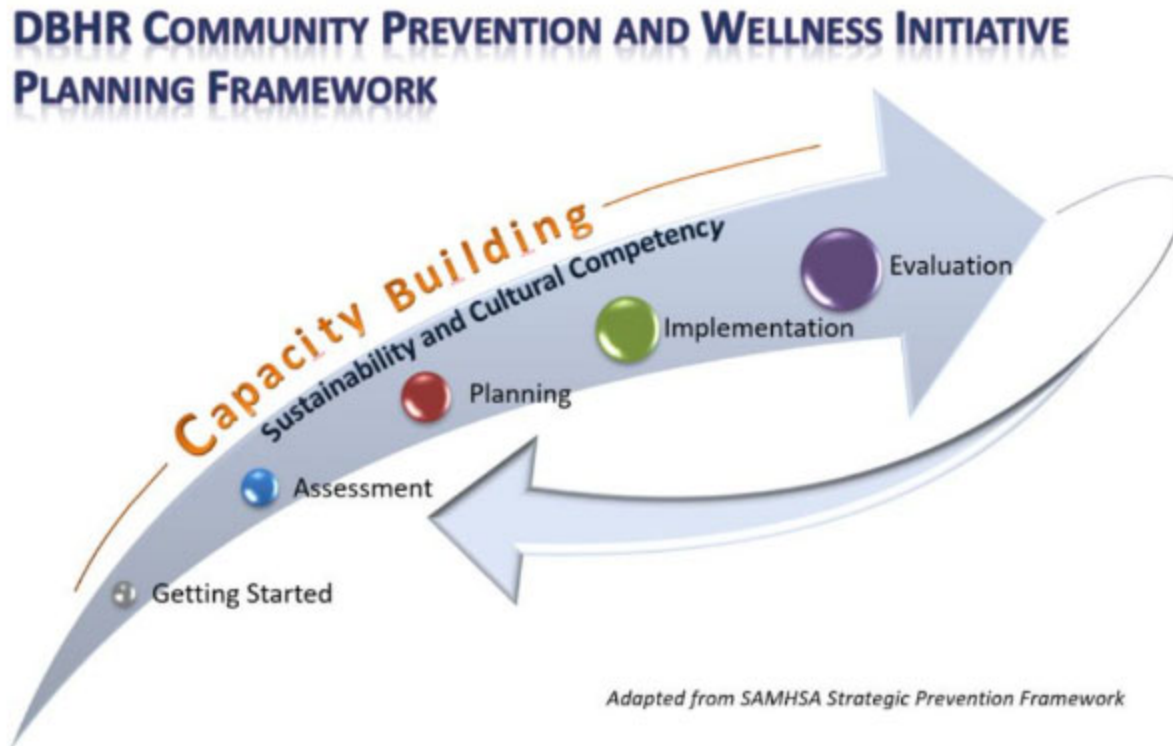 DBHR COMMUNITY PREVENTION AND WELLNESS INITIATIVE
PLANNING FRAMEWORK
Capacity Building
Sustainability and Cultural Competency
Evaluation
Implementation
Planning
Assessment
Getting Started
Adapted from SAMHSA Strategic Prevention Framework